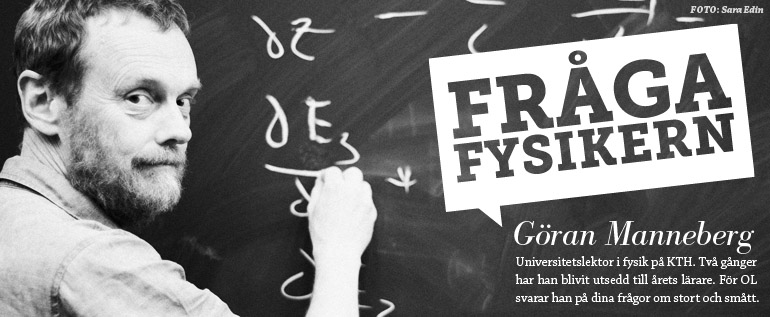 FOTO: Sara Edin
∂z
∂E₃
FRÅGA
FYSIKERN
Göran Manneberg
Universitetslektor i fysik på KTH. Två gånger
har han blivit utsedd till årets lärare. För OL
svarar han på dina frågor om stort och smått.